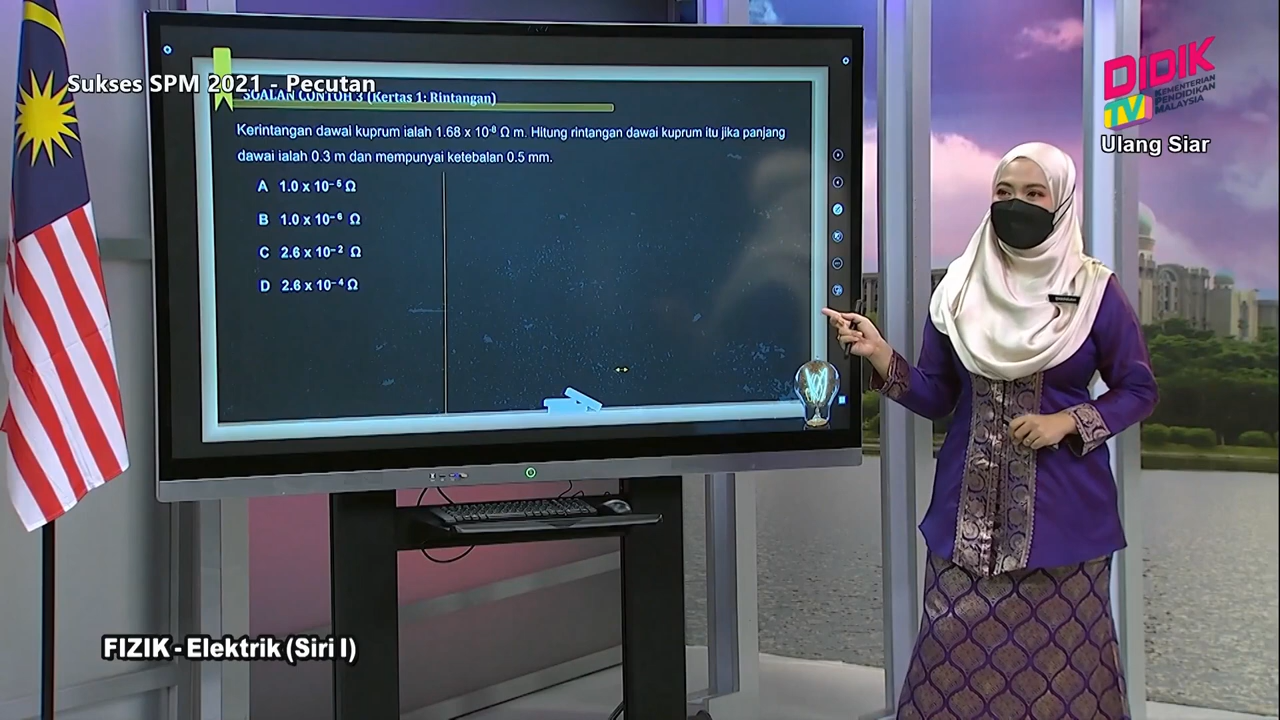 Sukses SPM 2021 - Pecutan
SOALAN CONTOH 3 (Kertas 1: Rintangan)
Kerintangan dawai kuprum ialah 1.68 x 10⁻⁸ Ω m. Hitung rintangan dawai kuprum itu jika panjang
dawai ialah 0.3 m dan mempunyai ketebalan 0.5 mm.
A 1.0 x 10⁻⁵ Ω
B 1.0 x 10⁻⁶ Ω
C 2.6 x 10⁻² Ω
D 2.6 x 10⁻⁴ Ω
DIDIK
TV
KEMENTERIAN
PENDIDIKAN
MALAYSIA
Ulang Siar
FIZIK - Elektrik (Siri I)